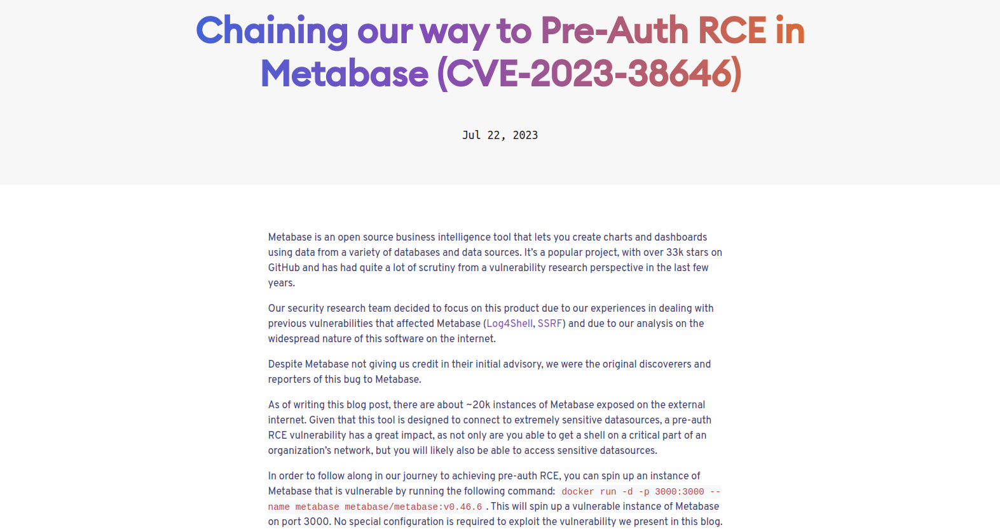 Chaining our way to Pre-Auth RCE in
Metabase (CVE-2023-38646)
Jul 22, 2023
Metabase is an open source business intelligence tool that lets you create charts and dashboards
using data from a variety of databases and data sources. It’s a popular project, with over 33k stars on
GitHub and has had quite a lot of scrutiny from a vulnerability research perspective in the last few
years.
Our security research team decided to focus on this product due to our experiences in dealing with
previous vulnerabilities that affected Metabase (Log4Shell, SSRF) and due to our analysis on the
widespread nature of this software on the internet.
Despite Metabase not giving us credit in their initial advisory, we were the original discoverers and
reporters of this bug to Metabase.
As of writing this blog post, there are about ~20k instances of Metabase exposed on the external
internet. Given that this tool is designed to connect to extremely sensitive datasources, a pre-auth
RCE vulnerability has a great impact, as not only are you able to get a shell on a critical part of an
organization’s network, but you will likely also be able to access sensitive datasources.
In order to follow along in our journey to achieving pre-auth RCE, you can spin up an instance of
Metabase that is vulnerable by running the following command: docker run -d -p 3000:3000 --
name metabase metabase/metabase:v0.46.6 . This will spin up a vulnerable instance of Metabase
on port 3000. No special configuration is required to exploit the vulnerability we present in this blog.